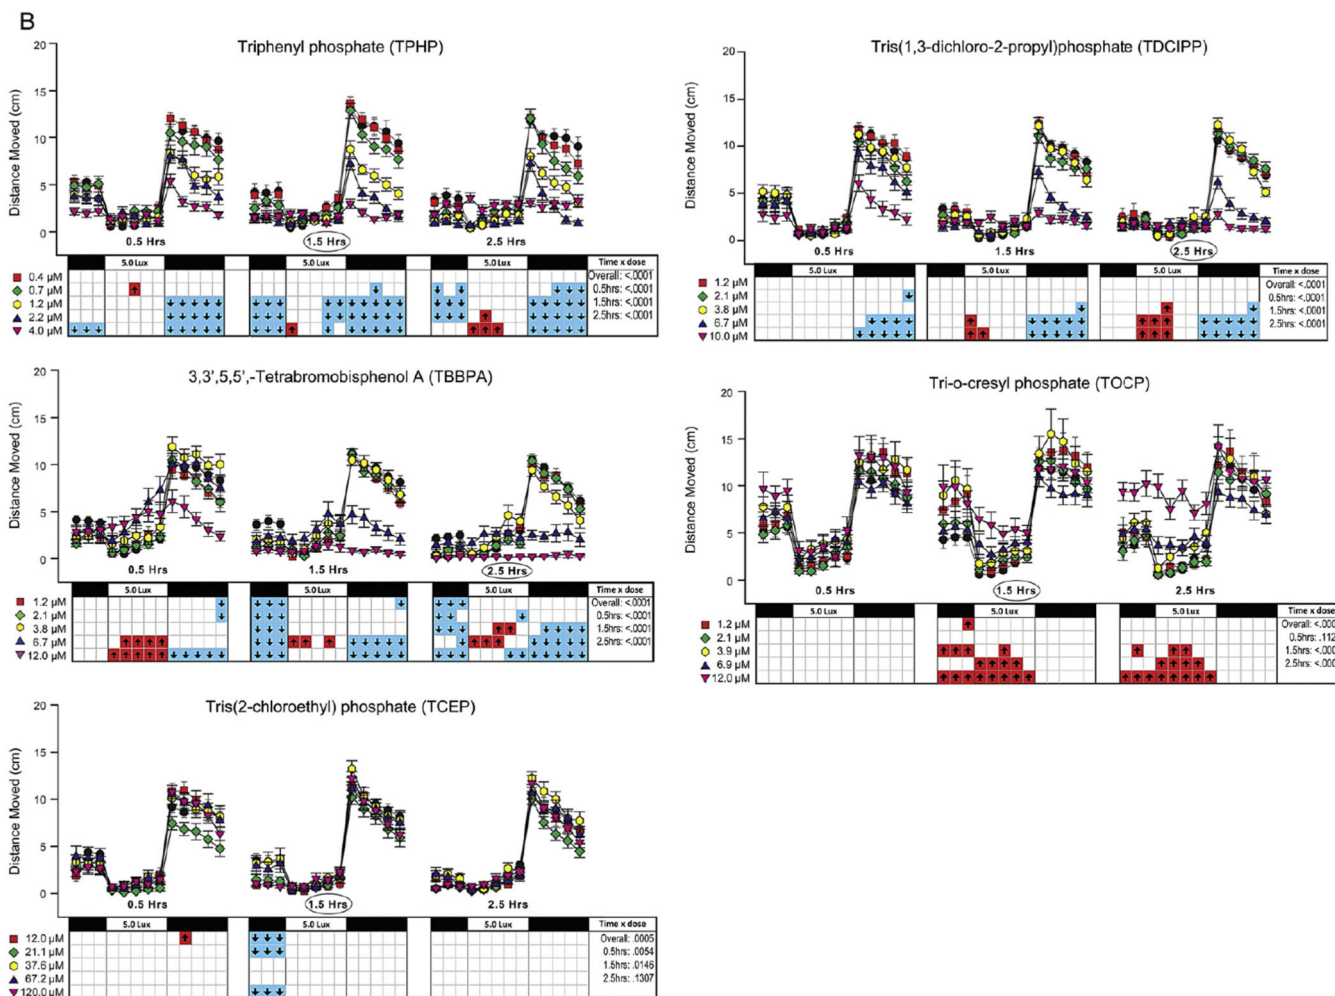 B
Triphenyl phosphate (TPHP)
Distance Moved (cm)
20
15
10
5
0
0.5 Hrs
1.5 Hrs
2.5 Hrs
5.0 Lux
5.0 Lux
5.0 Lux
Time x dose
0.4 µM
0.7 µM
1.2 µM
2.2 µM
4.0 µM
Overall: <.0001
0.5hrs: <.0001
1.5hrs: <.0001
2.5hrs: <.0001
Tris(1,3-dichloro-2-propyl)phosphate (TDCIPP)
Distance Moved (cm)
20
15
10
5
0
0.5 Hrs
1.5 Hrs
2.5 Hrs
5.0 Lux
5.0 Lux
5.0 Lux
Time x dose
1.2 µM
2.1 µM
3.8 µM
6.7 µM
10.0 µM
Overall: <.0001
0.5hrs: <.0001
1.5hrs: <.0001
2.5hrs: <.0001
3,3',5,5',-Tetrabromobisphenol A (TBBPA)
Distance Moved (cm)
20
15
10
5
0
0.5 Hrs
1.5 Hrs
2.5 Hrs
5.0 Lux
5.0 Lux
5.0 Lux
Time x dose
1.2 µM
2.1 µM
3.8 µM
6.7 µM
12.0 µM
Overall: <.0001
0.5hrs: <.0001
1.5hrs: <.0001
2.5hrs: <.0001
Tri-o-cresyl phosphate (TOCP)
Distance Moved (cm)
20
15
10
5
0
0.5 Hrs
1.5 Hrs
2.5 Hrs
5.0 Lux
5.0 Lux
5.0 Lux
Time x dose
1.2 µM
2.1 µM
3.9 µM
6.9 µM
12.0 µM
Overall: <.000
0.5hrs: .112
1.5hrs: <.000
2.5hrs: <.000
Tris(2-chloroethyl) phosphate (TCEP)
Distance Moved (cm)
20
15
10
5
0
0.5 Hrs
1.5 Hrs
2.5 Hrs
5.0 Lux
5.0 Lux
5.0 Lux
Time x dose
12.0 µM
21.1 µM
37.6 µM
67.2 µM
120.0 µM
Overall: .0005
0.5hrs: .0054
1.5hrs: .0146
2.5hrs: .1307